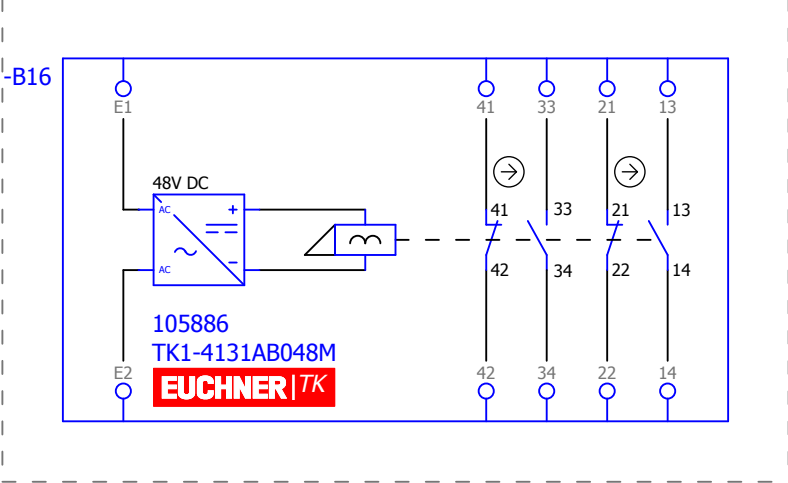 -B16
E1
41 33 21 13
48V DC
AC + 
AC −
41 33 21 13
42 34 22 14
105886
TK1-4131AB048M
EUCHNER|TK
E2
42 34 22 14